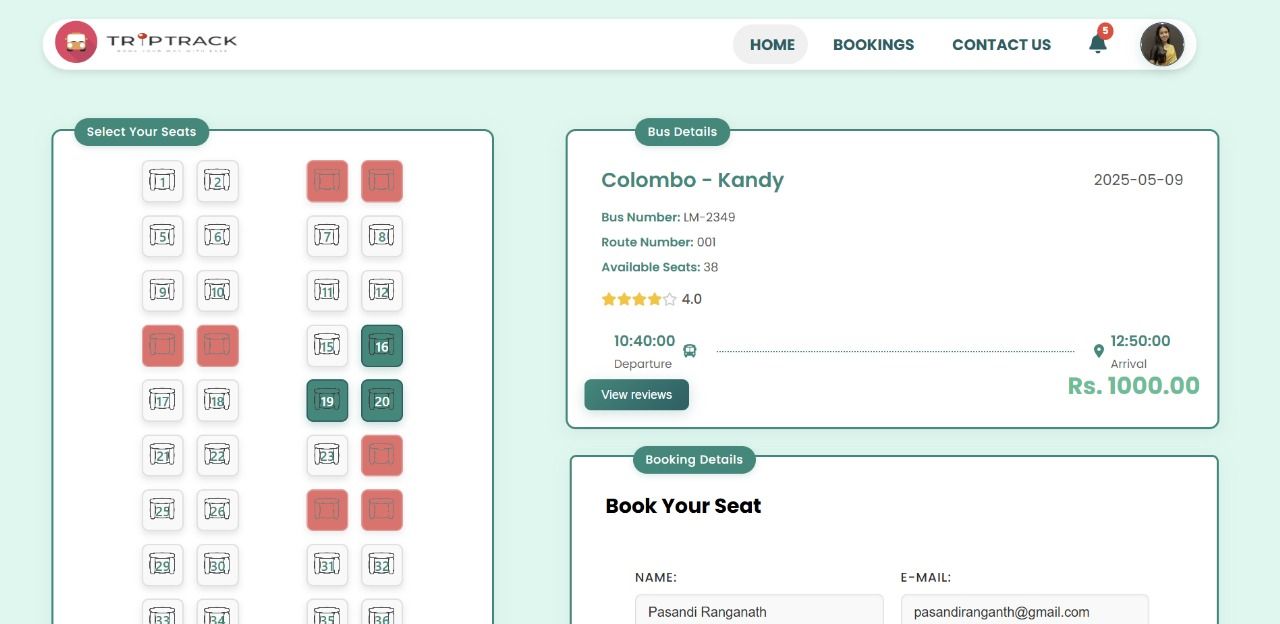 TRIPTRACK
HOME
BOOKINGS
CONTACT US
5
Select Your Seats
1 2
5 6 7 8
9 10 11 12
15 16
17 18 19 20
21 22 23
25 26
29 30 31 32
33 34 35 36
Bus Details
Colombo - Kandy
2025-05-09
Bus Number: LM-2349
Route Number: 001
Available Seats: 38
4.0
10:40:00
Departure
12:50:00
Arrival
View reviews
Rs. 1000.00
Booking Details
Book Your Seat
NAME:
E-MAIL:
Pasandi Ranganath
pasandiranganth@gmail.com